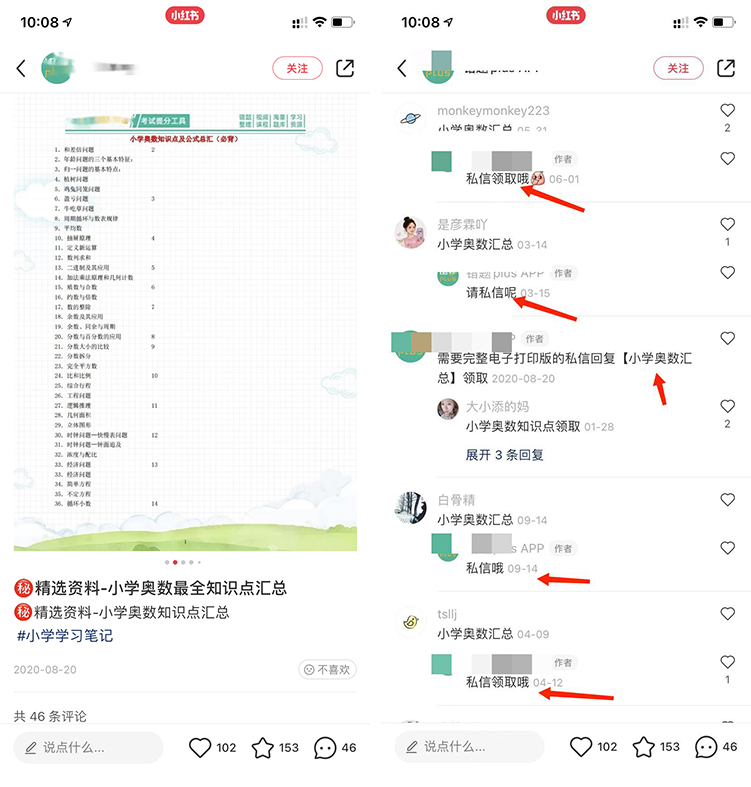 10:08
小红书
关注
考试提分工具
错题 视频 海量 学习
整理 课程 题库 资源
小学奥数知识点及公式总汇（必背）
1、和差倍问题 2
2、年龄问题的三个基本特征：
3、归一问题的基本特点：
4、植树问题
5、鸡兔同笼问题
6、盈亏问题 3
7、牛吃草问题
8、周期循环与数表规律
9、平均数
10、抽屉原理 4
11、定义新运算
12、数列求和
13、二进制及其应用 5
14、加法乘法原理和几何计数
15、质数与合数 6
16、约数与倍数
17、数的整除 7
18、余数及其应用
19、余数、同余与周期
20、分数与百分数的应用 8
21、分数大小的比较 9
22、分数拆分
23、完全平方数
24、比和比例 10
25、综合行程
26、工程问题
27、逻辑推理 11
28、几何面积
29、立体图形
30、时钟问题—快慢表问题 12
31、时钟问题—钟面追及
32、浓度与配比
33、经济问题 13
33、经济问题
34、简单方程
35、不定方程
36、循环小数 14
1
秘精选资料-小学奥数最全知识点汇总
秘精选资料-小学奥数知识点汇总
#小学学习笔记
2020-08-20 不喜欢
共 46 条评论
说点什么... 102 153 46
10:08
小红书
PLUS 错题plus APP 关注
monkeymonkey223
小学奥数汇总 05-31 2
作者
私信领取哦 06-01
是彦霖吖
小学奥数汇总 03-14 1
错题plus APP 作者
请私信呢 03-15
PLUS P 作者
需要完整电子打印版的私信回复【小学奥数汇
总】领取 2020-08-20
大小添的妈
小学奥数知识点领取 01-28 2
展开 3 条回复
白骨精
小学奥数汇总 09-14
us APP 作者
私信哦 09-14
tsllj
小学奥数汇总 04-09
作者
私信领取哦 04-12 1
说点什么... 102 153 46